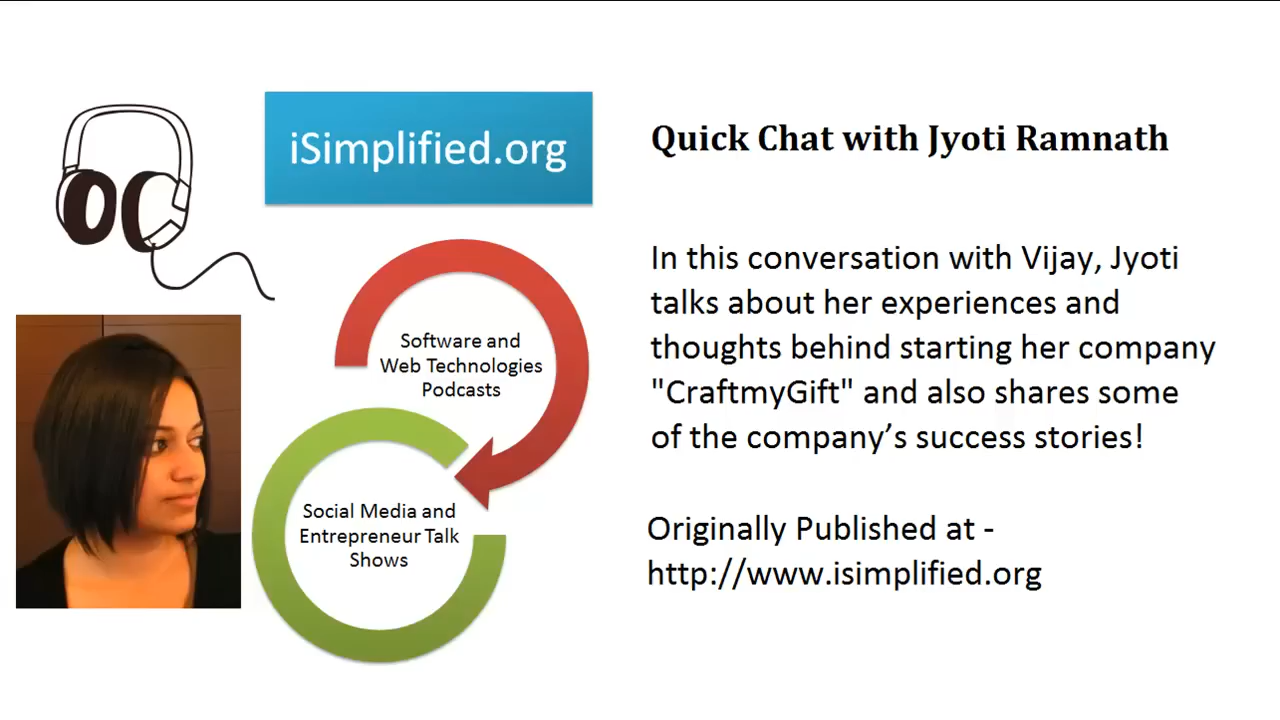 iSimplified.org
Software and
Web Technologies
Podcasts
Social Media and
Entrepreneur Talk
Shows
Quick Chat with Jyoti Ramnath
In this conversation with Vijay, Jyoti
talks about her experiences and
thoughts behind starting her company
"CraftmyGift" and also shares some
of the company’s success stories!
Originally Published at -
http://www.isimplified.org